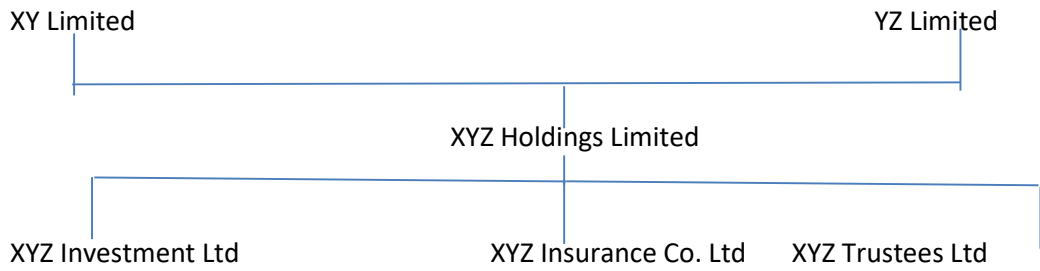 XY Limited YZ Limited
XYZ Holdings Limited
XYZ Investment Ltd XYZ Insurance Co. Ltd XYZ Trustees Ltd